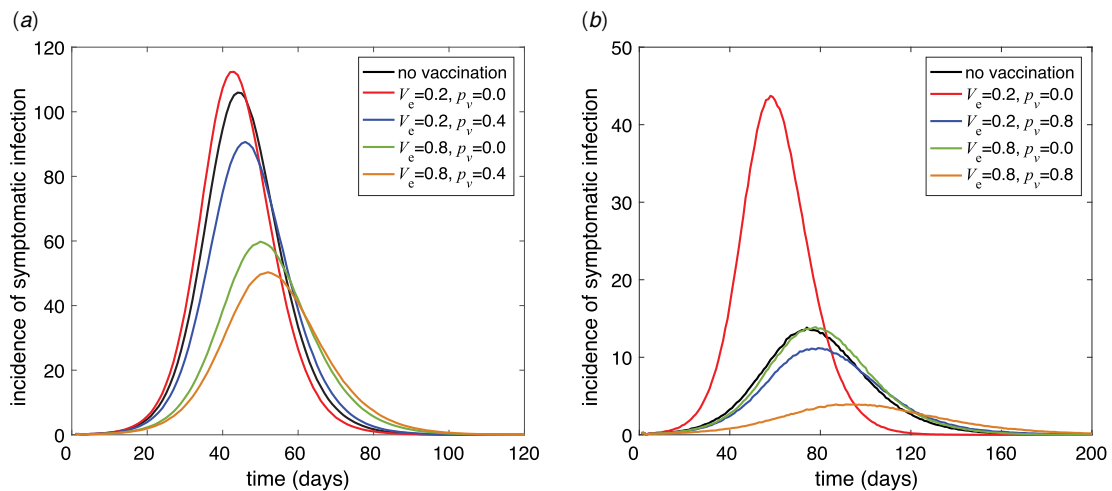 (a)
incidence of symptomatic infection
120
100
80
60
40
20
0
0 20 40 60 80 100 120
time (days)
no vaccination
Ve=0.2, pv=0.0
Ve=0.2, pv=0.4
Ve=0.8, pv=0.0
Ve=0.8, pv=0.4
(b)
incidence of symptomatic infection
50
40
30
20
10
0
0 40 80 120 160 200
time (days)
no vaccination
Ve=0.2, pv=0.0
Ve=0.2, pv=0.8
Ve=0.8, pv=0.0
Ve=0.8, pv=0.8